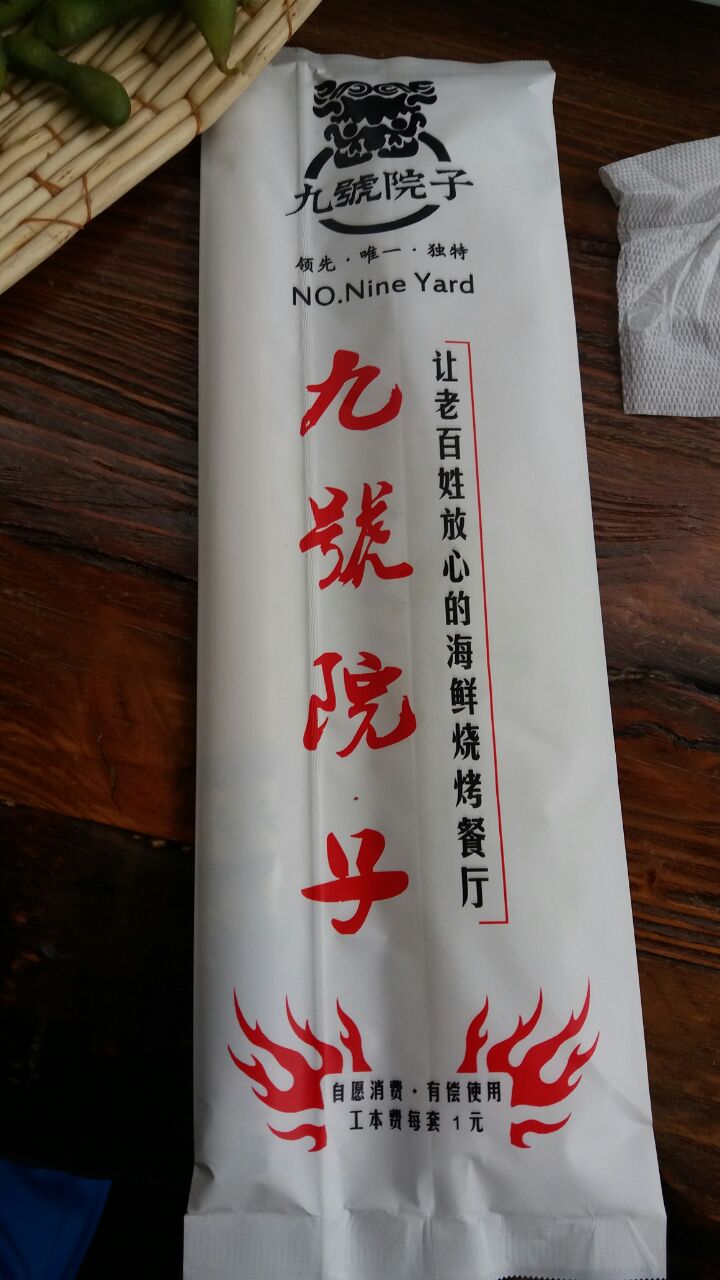 九號院子
领先·唯一·独特
NO.Nine Yard
九號院子
让老百姓放心的海鲜烧烤餐厅
自愿消费·有偿使用
工本费每套1元